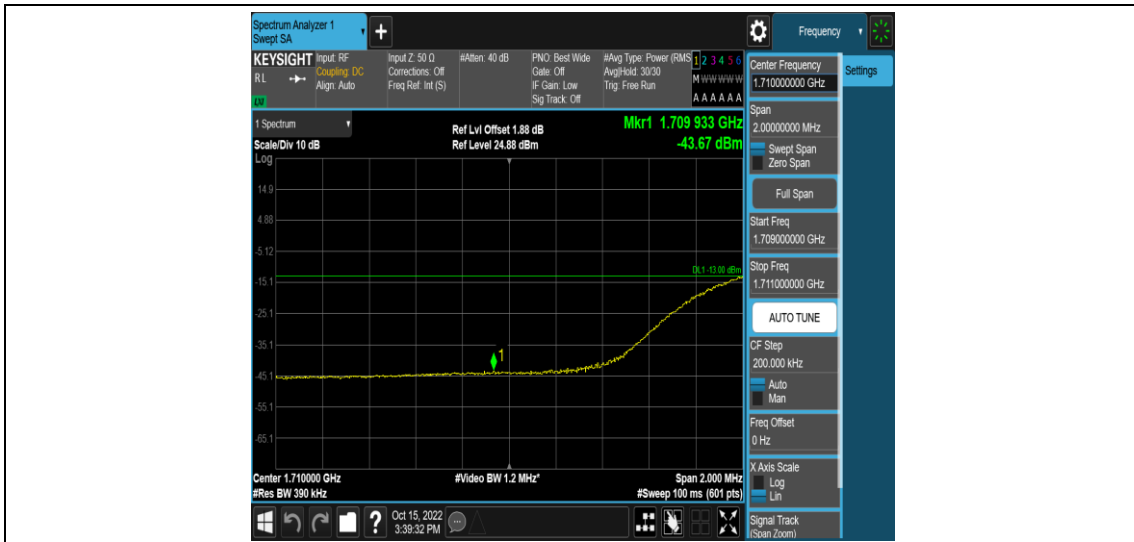 Spectrum Analyzer 1
Swept SA
+
Frequency
KEYSIGHT Input: RF Input Z: 50 Ω #Atten: 40 dB PNO: Best Wide #Avg Type: Power (RMS 1 2 3 4 5 6
RL Coupling: DC Corrections: Off Gate: Off Avg|Hold: 30/30 M W W W W W
Align: Auto Freq Ref: Int (S) IF Gain: Low Trig: Free Run
Sig Track: Off A A A A A A
LXI
1 Spectrum
Ref Lvl Offset 1.88 dB
Mkr1 1.709 933 GHz
Scale/Div 10 dB
Ref Level 24.88 dBm
-43.67 dBm
Log
14.9
4.88
-5.12
DL1 -13.00 dBm
-15.1
-25.1
-35.1
1
-45.1
-55.1
-65.1
Center 1.710000 GHz #Video BW 1.2 MHz* Span 2.000 MHz
#Res BW 390 kHz #Sweep 100 ms (601 pts)
? Oct 15, 2022
3:39:32 PM
Center Frequency
1.710000000 GHz
Settings
Span
2.00000000 MHz
Swept Span
Zero Span
Full Span
Start Freq
1.709000000 GHz
Stop Freq
1.711000000 GHz
AUTO TUNE
CF Step
200.000 kHz
Auto
Man
Freq Offset
0 Hz
X Axis Scale
Log
Lin
Signal Track
(Span Zoom)